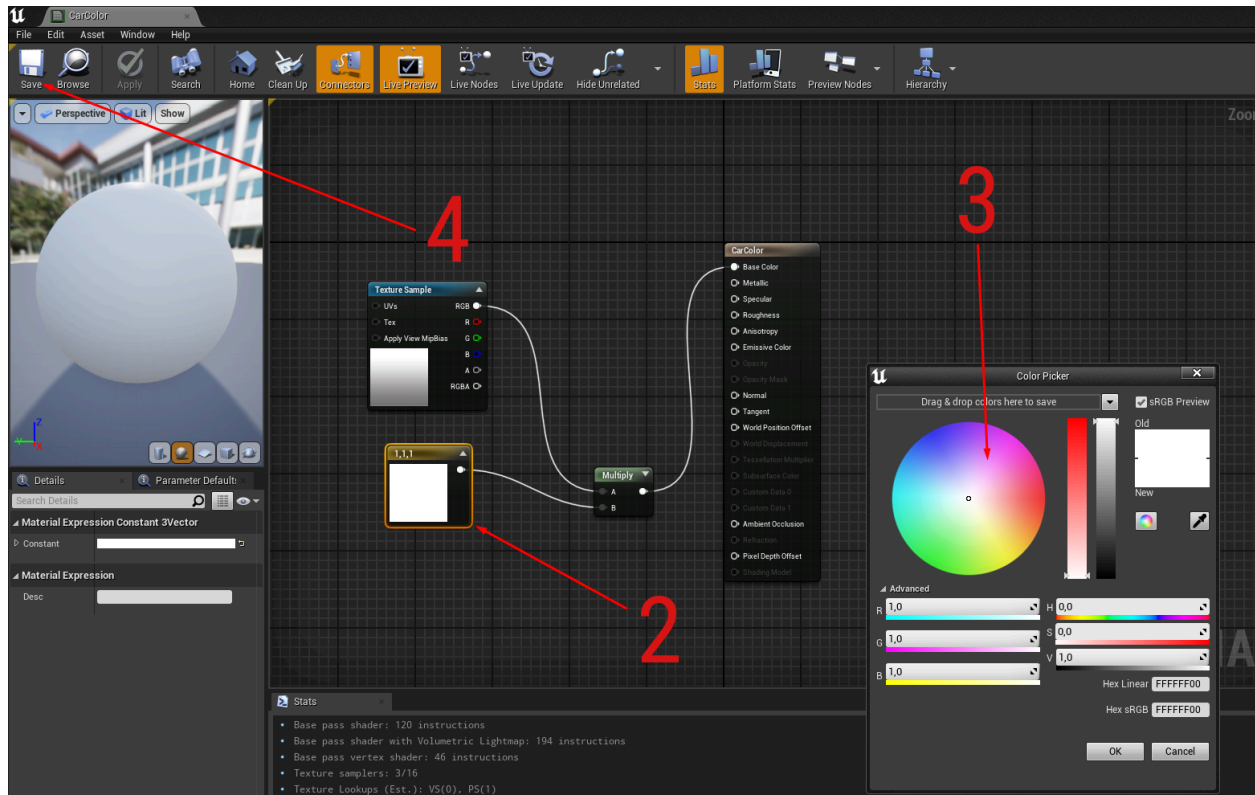 CarColor
File Edit Asset Window Help
Save Browse Apply Search Home Clean Up Connectors Live Preview Live Nodes Live Update Hide Unrelated Stats Platform Stats Preview Nodes Hierarchy
Perspective Lit Show
4
3
2
Texture Sample
UVs RGB
Tex R
Apply View MipBias G
B
A
RGBA
1,1,1
Multiply
A
B
CarColor
Base Color
Metallic
Specular
Roughness
Anisotropy
Emissive Color
Opacity
Opacity Mask
Normal
Tangent
World Position Offset
World Displacement
Tessellation Multiplier
Subsurface Color
Custom Data 0
Custom Data 1
Ambient Occlusion
Refraction
Pixel Depth Offset
Shading Model
Z
Details
Search Details
Material Expression Constant 3Vector
Constant
Material Expression
Desc
Stats
• Base pass shader: 120 instructions
• Base pass shader with Volumetric Lightmap: 194 instructions
• Base pass vertex shader: 46 instructions
• Texture samplers: 3/16
• Texture Lookups (Est.): VS(0), PS(1)
Color Picker
Drag & drop colors here to save
sRGB Preview
Old
New
Advanced
R 1,0 H 0,0
G 1,0 S 0,0
B 1,0 V 1,0
Hex Linear FFFFFF00
Hex sRGB FFFFFF00
OK Cancel